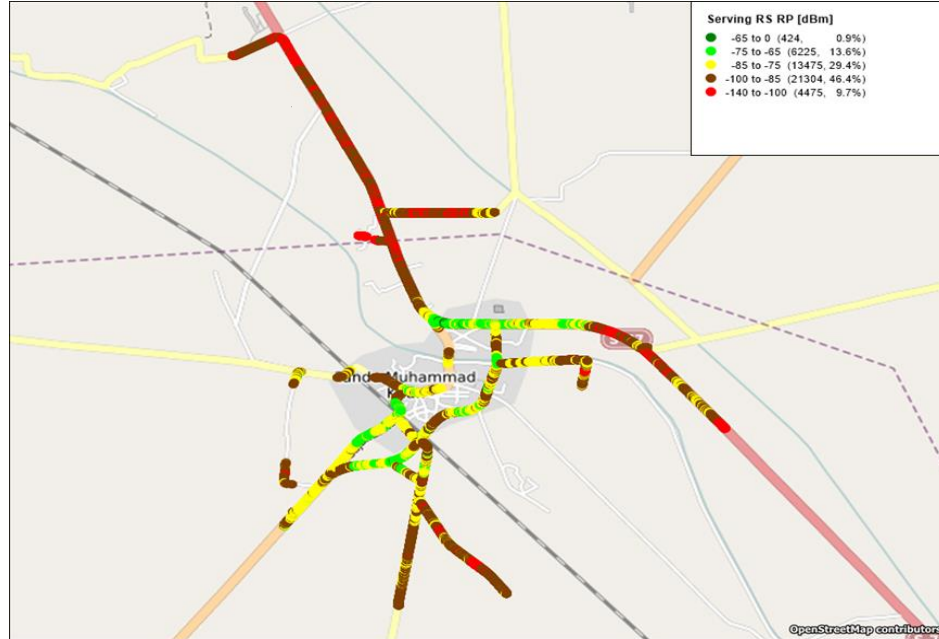 Serving RS RP [dBm]
-65 to 0 (424, 0.9%)
-75 to -65 (6225, 13.6%)
-85 to -75 (13475, 29.4%)
-100 to -85 (21304, 46.4%)
-140 to -100 (4475, 9.7%)
Muhammad
OpenStreetMap contributors